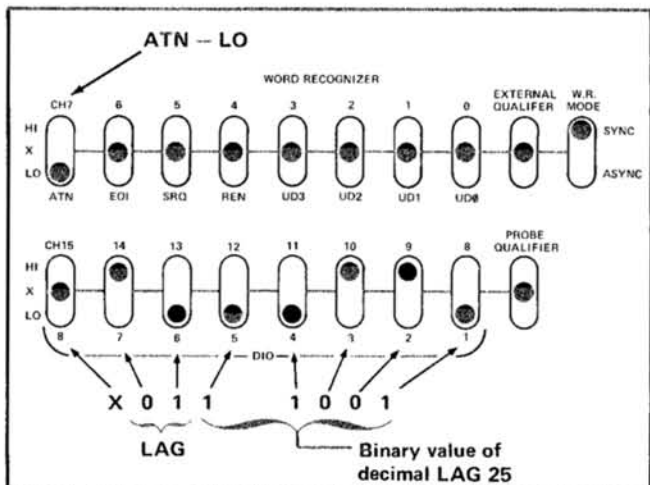 ATN – LO
WORD RECOGNIZER
CH7 6 5 4 3 2 1 0 EXTERNAL QUALIFER W.R. MODE
HI SYNC
X
LO ASYNC
ATN EOI SRQ REN UD3 UD2 UD1 UDØ
CH15 14 13 12 11 10 9 8 PROBE QUALIFIER
HI
X
LO
8 7 6 5 4 3 2 1
DIO
X 0 1 1 1 0 0 1
LAG
Binary value of
decimal LAG 25